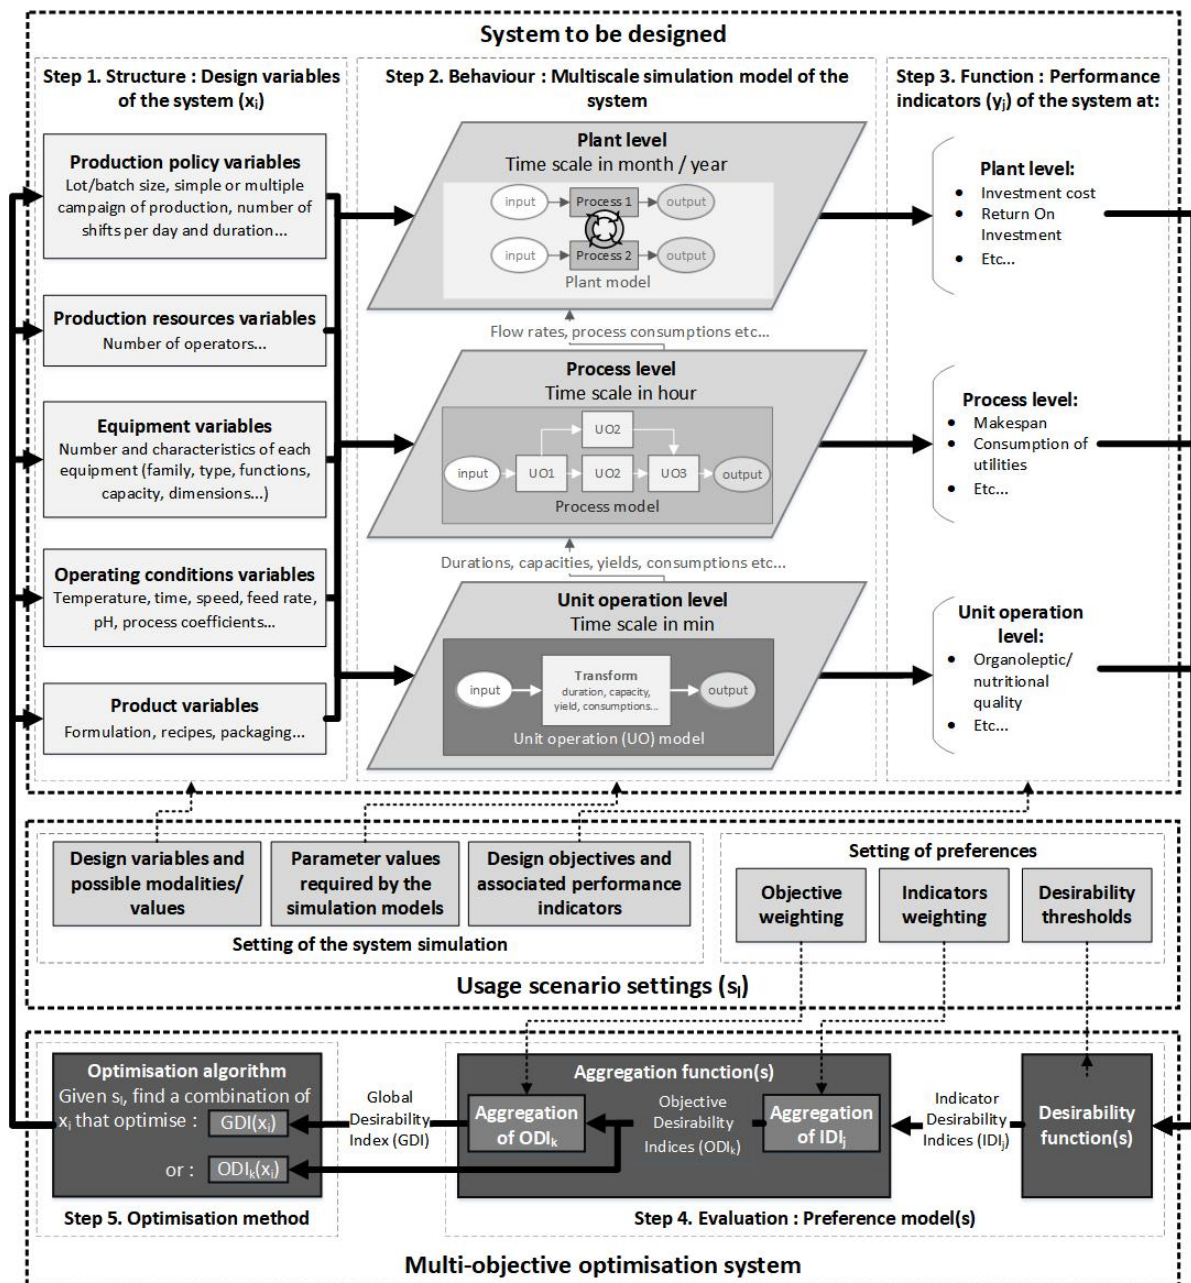 System to be designed
Step 1. Structure : Design variables
of the system (xᵢ)
Production policy variables
Lot/batch size, simple or multiple
campaign of production, number of
shifts per day and duration...
Production resources variables
Number of operators...
Equipment variables
Number and characteristics of each
equipment (family, type, functions,
capacity, dimensions...)
Operating conditions variables
Temperature, time, speed, feed rate,
pH, process coefficients...
Product variables
Formulation, recipes, packaging...
Step 2. Behaviour : Multiscale simulation model of the
system
Plant level
Time scale in month / year
input
Process 1
output
input
Process 2
output
Plant model
Flow rates, process consumptions etc...
Process level
Time scale in hour
UO2
input
UO1
UO2
UO3
output
Process model
Durations, capacities, yields, consumptions etc...
Unit operation level
Time scale in min
input
Transform
duration, capacity,
yield, consumptions...
output
Unit operation (UO) model
Step 3. Function : Performance
indicators (yⱼ) of the system at:
Plant level:
• Investment cost
• Return On
Investment
• Etc...
Process level:
• Makespan
• Consumption of
utilities
• Etc...
Unit operation
level:
• Organoleptic/
nutritional
quality
• Etc...
Design variables and
possible modalities/
values
Parameter values
required by the
simulation models
Design objectives and
associated performance
indicators
Setting of the system simulation
Setting of preferences
Objective
weighting
Indicators
weighting
Desirability
thresholds
Usage scenario settings (sₗ)
Optimisation algorithm
Given sₗ, find a combination of
xᵢ that optimise :
GDI(xᵢ)
or :
ODIₖ(xᵢ)
Step 5. Optimisation method
Global
Desirability
Index (GDI)
Aggregation function(s)
Aggregation
of ODIₖ
Objective
Desirability
Indices (ODIₖ)
Aggregation
of IDIⱼ
Indicator
Desirability
Indices (IDIⱼ)
Desirability
function(s)
Step 4. Evaluation : Preference model(s)
Multi-objective optimisation system